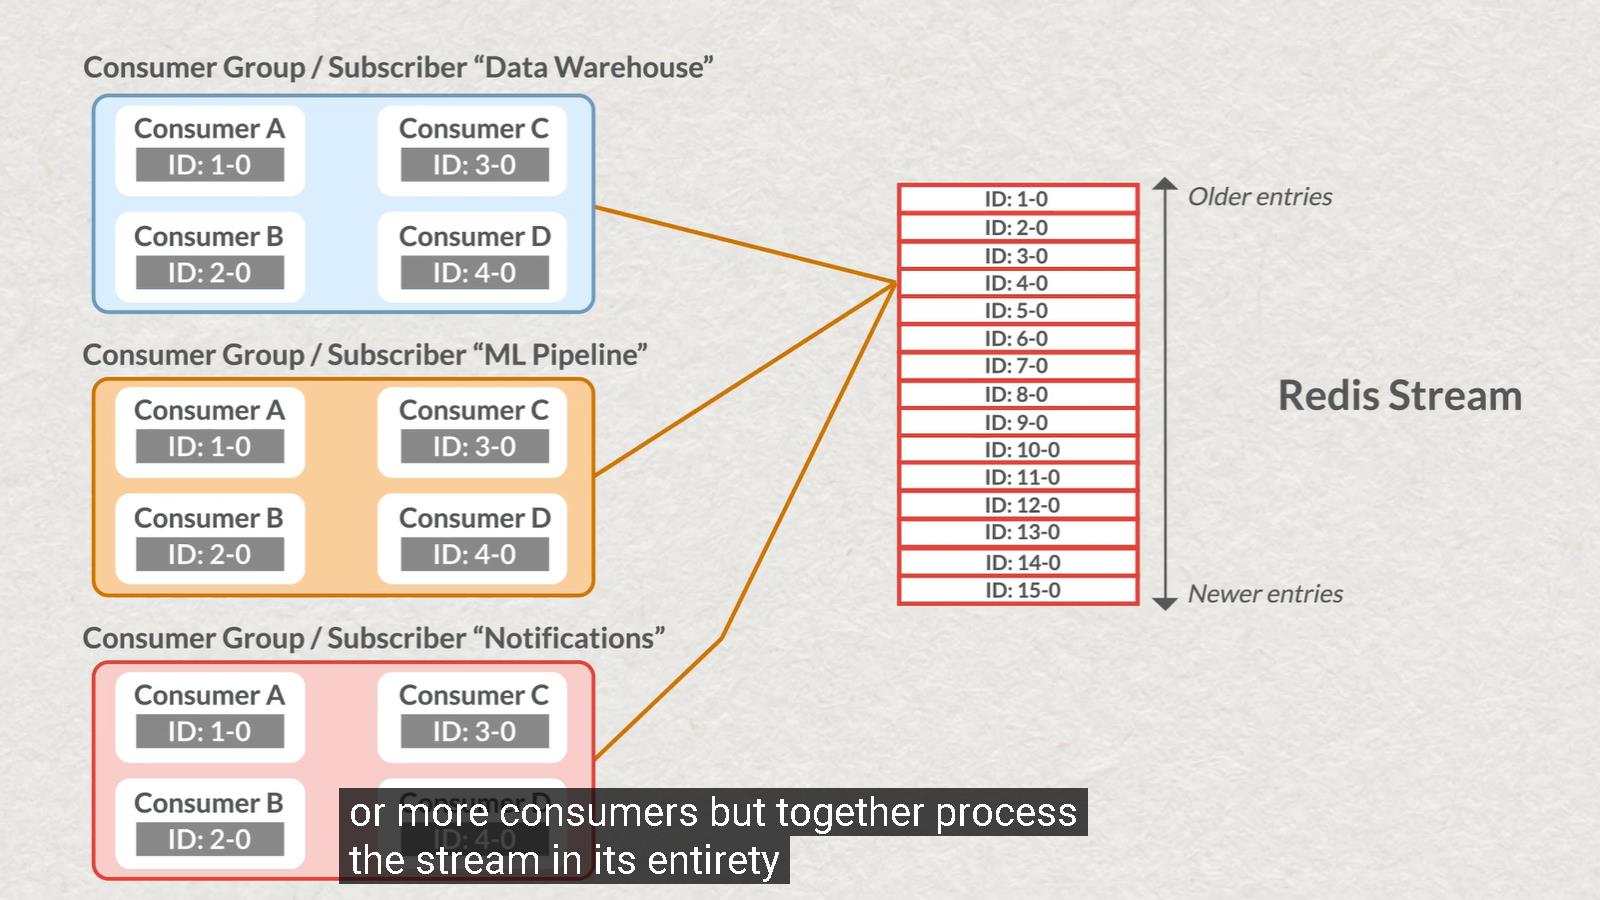 Consumer Group / Subscriber “Data Warehouse”
Consumer A
ID: 1-0
Consumer C
ID: 3-0
Consumer B
ID: 2-0
Consumer D
ID: 4-0
Consumer Group / Subscriber “ML Pipeline”
Consumer A
ID: 1-0
Consumer C
ID: 3-0
Consumer B
ID: 2-0
Consumer D
ID: 4-0
Consumer Group / Subscriber “Notifications”
Consumer A
ID: 1-0
Consumer C
ID: 3-0
Consumer B
ID: 2-0
Consumer D
ID: 4-0
ID: 1-0
ID: 2-0
ID: 3-0
ID: 4-0
ID: 5-0
ID: 6-0
ID: 7-0
ID: 8-0
ID: 9-0
ID: 10-0
ID: 11-0
ID: 12-0
ID: 13-0
ID: 14-0
ID: 15-0
Older entries
Redis Stream
Newer entries
or more consumers but together process
the stream in its entirety